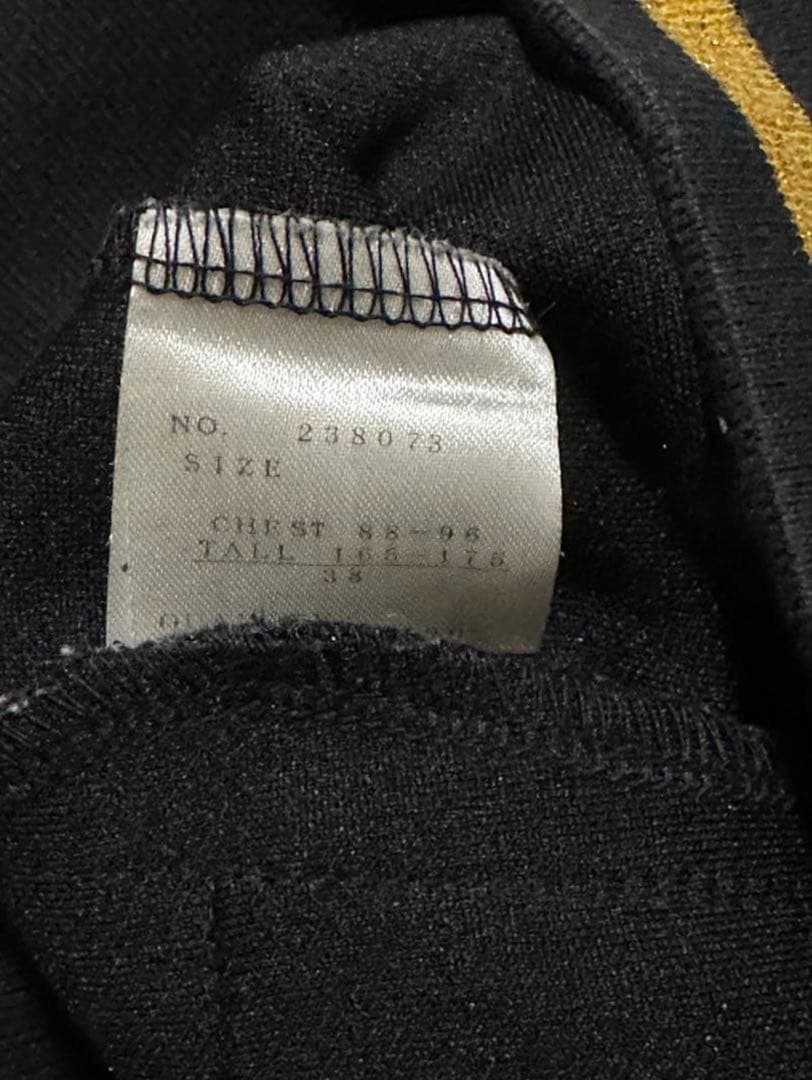 NO. 238073
SIZE
CHEST 88-96
TALL 165-175
38